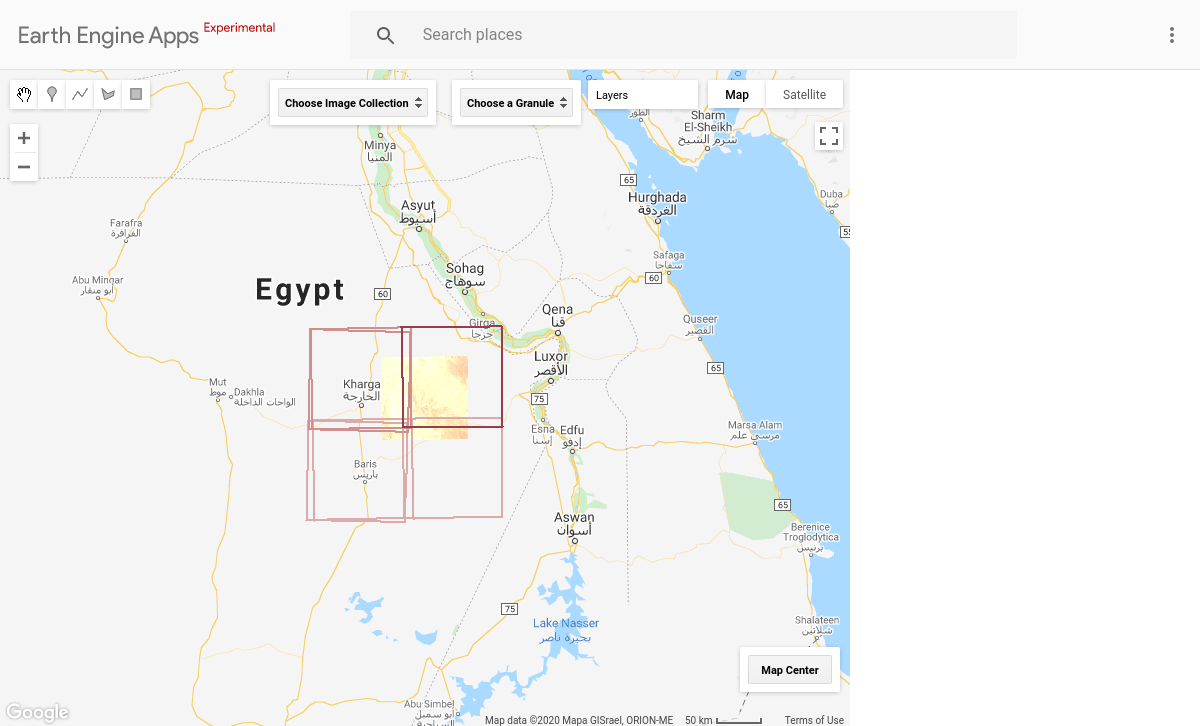 Earth Engine Apps Experimental
Search places
Choose Image Collection
Choose a Granule
Layers
Map
Satellite
الطور
Sharm
El-Sheikh
شرم الشيخ
Minya
المنيا
65
Hurghada
الغردقة
Duba
ضبا
Asyut
أسيوط
Farafra
الفرافرة
55
Safaga
سفاجا
Sohag
سوهاج
60
Abu Minqar
أبو منقار
Egypt
60
Qena
قنا
Girga
جرجا
Quseer
القصير
Luxor
الأقصر
65
Mut
موط
Dakhla
الواحات الداخلة
Kharga
الخارجة
75
Esna
إسنا
Edfu
إدفو
Marsa Alam
مرسى علم
Baris
باريس
65
Aswan
أسوان
Berenice
Troglodytica
برنيس
75
Lake Nasser
بحيرة ناصر
Shalateen
شلاتين
Map Center
Abu Simbel
أبو سمبل
السياحية
Google
Map data ©2020 Mapa GISrael, ORION-ME
50 km
Terms of Use